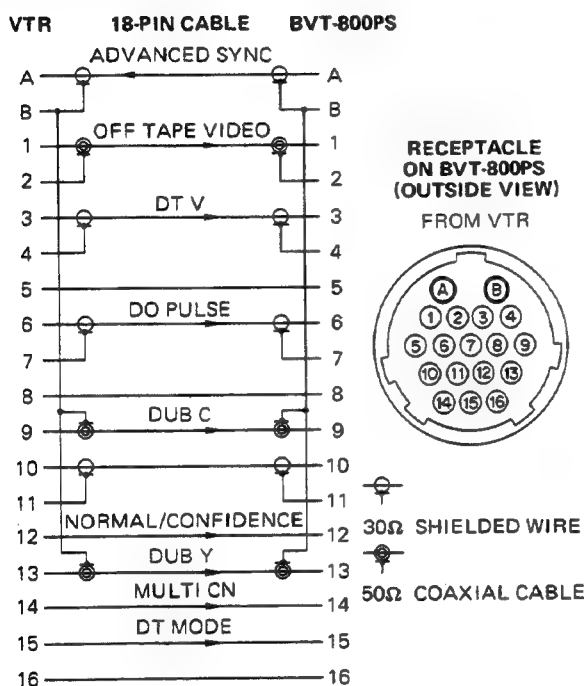 VTR 18-PIN CABLE BVT-800PS
ADVANCED SYNC
A A
B B
OFF TAPE VIDEO
1 1
2 2
DT V
3 3
4 4
5 5
DO PULSE
6 6
7 7
8 8
DUB C
9 9
10 10
11 11
NORMAL/CONFIDENCE
12 12
DUB Y
13 13
MULTI CN
14 14
DT MODE
15 15
16 16
RECEPTACLE
ON BVT-800PS
(OUTSIDE VIEW)
FROM VTR
A B
1 2 3 4
5 6 7 8 9
10 11 12 13
14 15 16
30Ω SHIELDED WIRE
50Ω COAXIAL CABLE